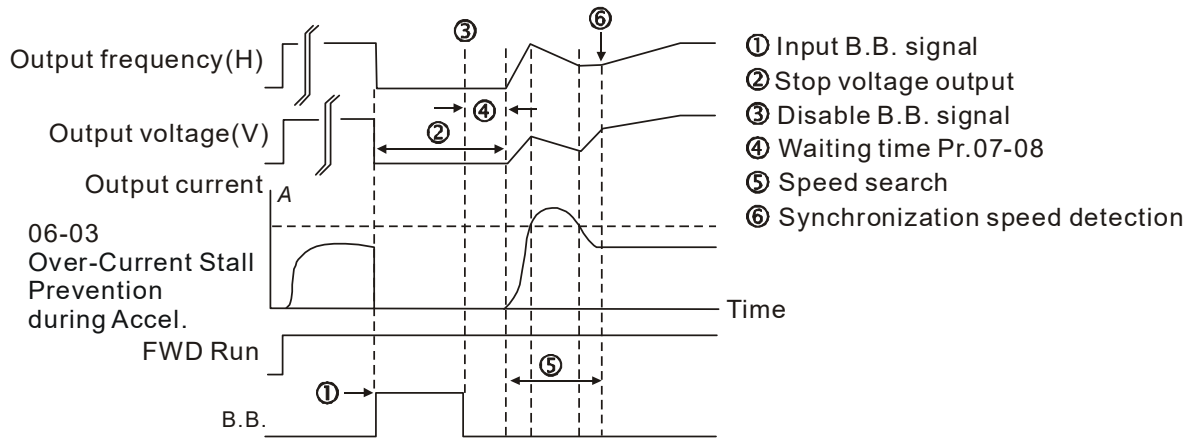 Output frequency(H)
Output voltage(V)
Output current
A
06-03
Over-Current Stall
Prevention
during Accel.
FWD Run
B.B.
Time
①
②
③
④
⑤
⑥
① Input B.B. signal
② Stop voltage output
③ Disable B.B. signal
④ Waiting time Pr.07-08
⑤ Speed search
⑥ Synchronization speed detection